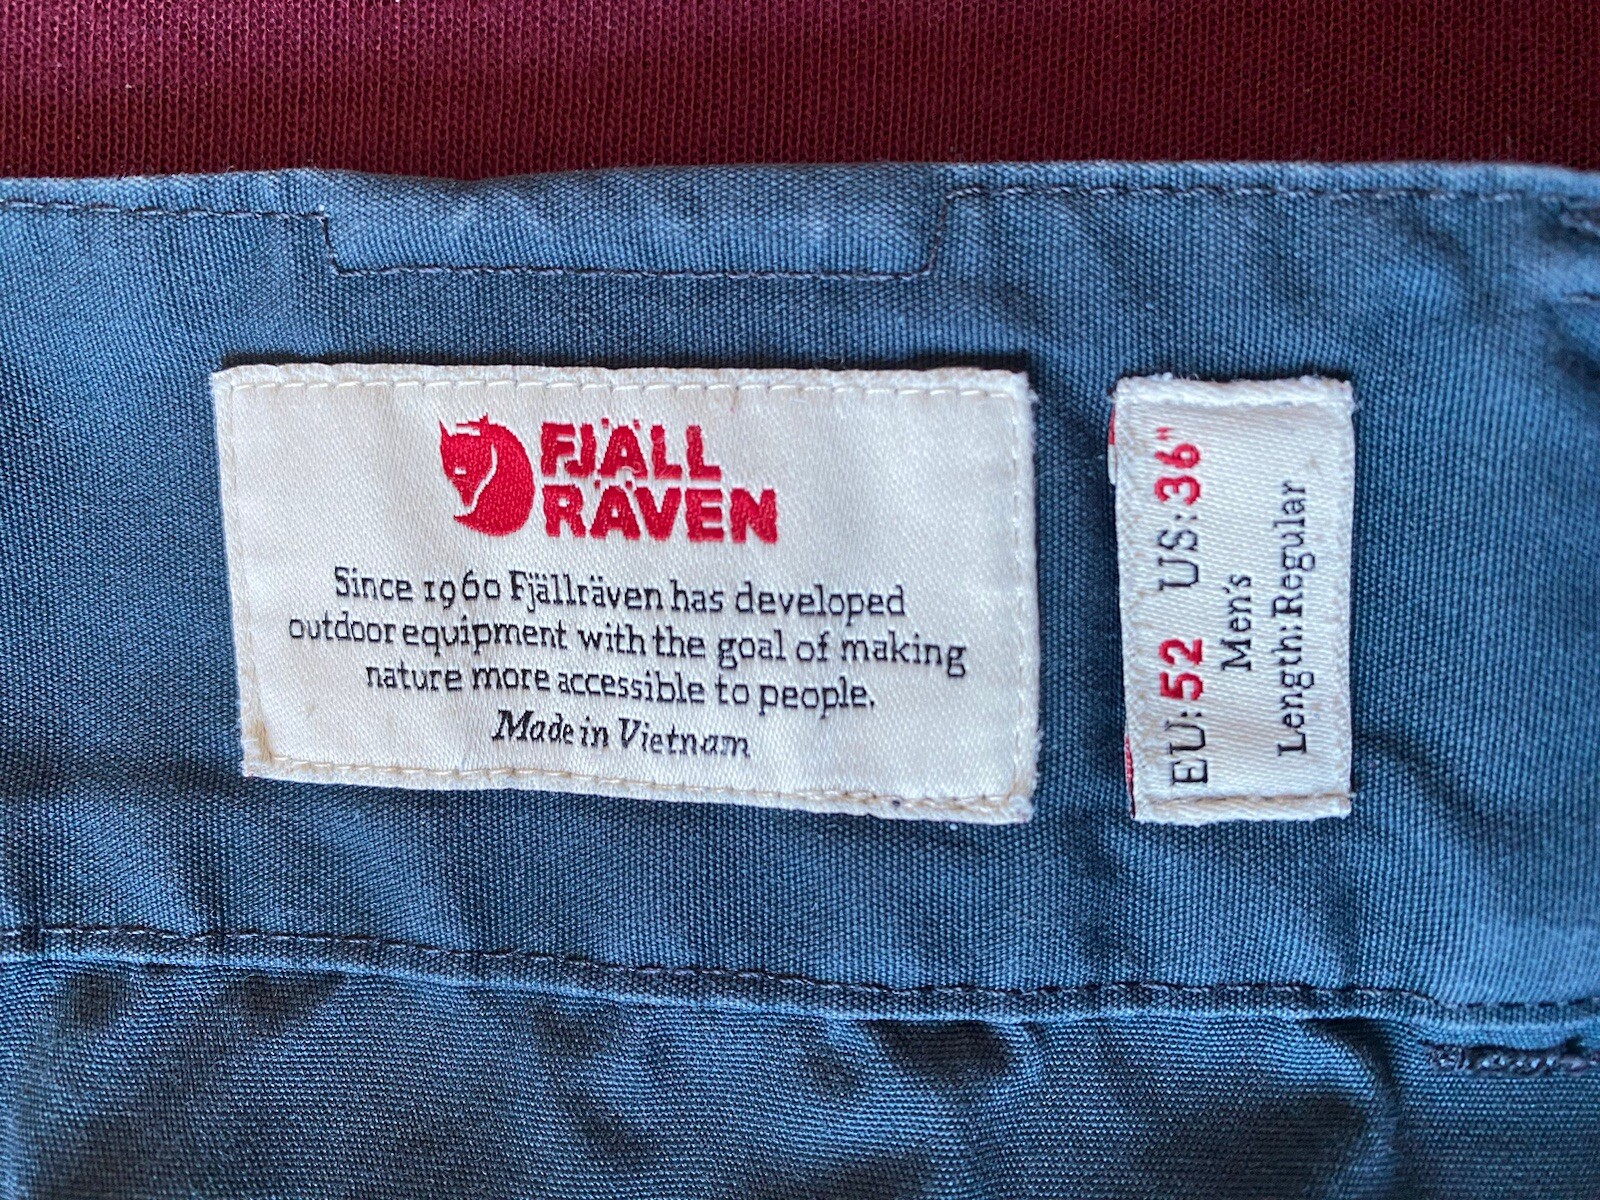 FJÄLL
RÄVEN
Since 1960 Fjällräven has developed
outdoor equipment with the goal of making
nature more accessible to people.
Made in Vietnam
EU: 52 US: 36"
Men's
Length: Regular